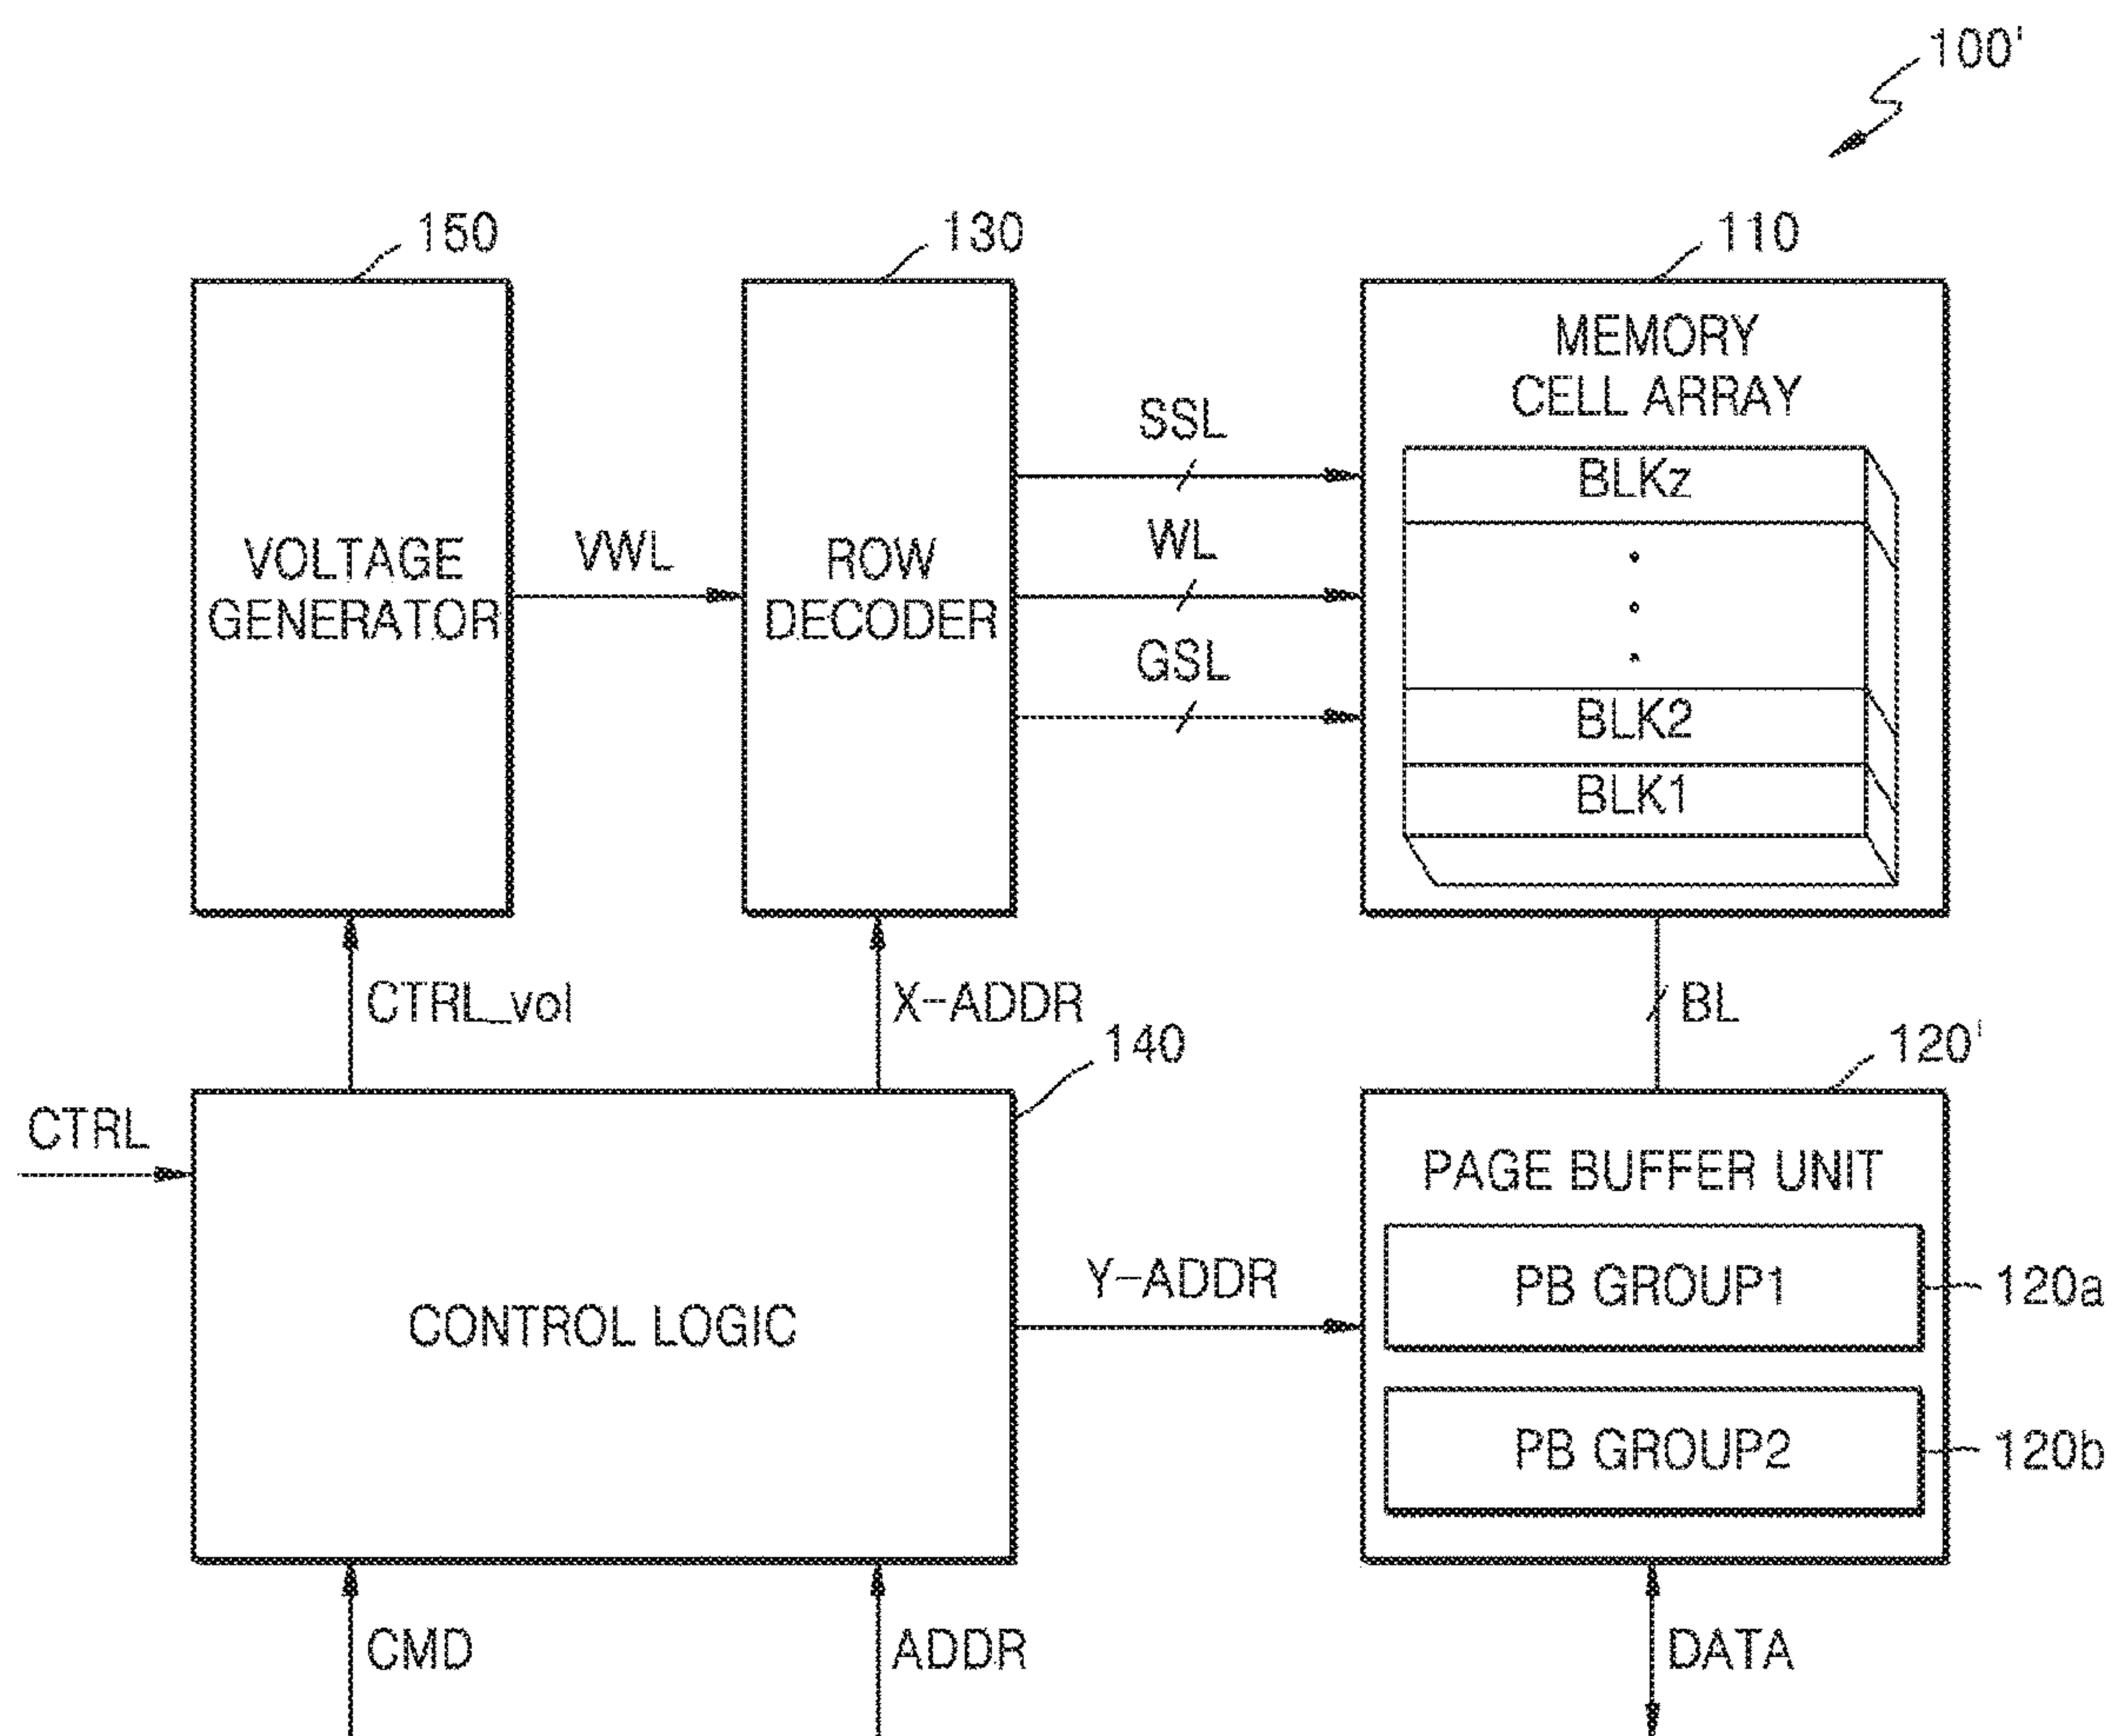 100'
150
130
110
MEMORY
CELL ARRAY
SSL
BLKz
VWL
WL
VOLTAGE
GENERATOR
ROW
DECODER
GSL
BLK2
BLK1
CTRL_vol
X-ADDR
BL
140
120'
CTRL
PAGE BUFFER UNIT
Y-ADDR
PB GROUP1
120a
CONTROL LOGIC
PB GROUP2
120b
CMD
ADDR
DATA